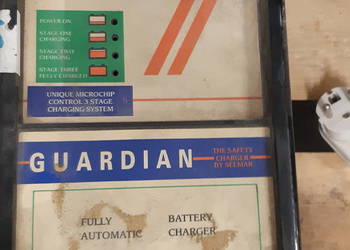 POWER ON
STAGE ONE
CHARGING
STAGE TWO
CHARGING
STAGE THREE
FULLY CHARGED
UNIQUE MICROCHIP
CONTROL 3 STAGE
CHARGING SYSTEM
GUARDIAN
THE SAFETY
CHARGER
BY SELMAR
FULLY BATTERY
AUTOMATIC CHARGER